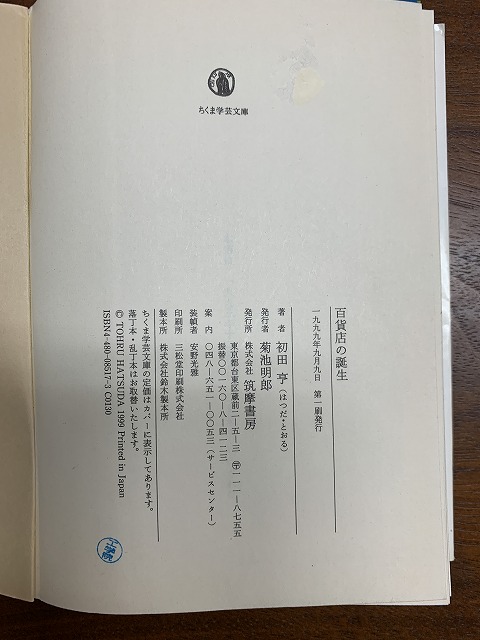 ちくま学芸文庫
百貨店の誕生
一九九九年九月九日　第一刷発行
著　者　初田　亨（はつだ・とおる）
発行者　菊池明郎
発行所　株式会社　筑摩書房
東京都台東区蔵前二—五—三　〒一一一—八七五五
振替〇〇一六〇—八—四一二三
案　内　〇四八—六五一—〇〇五三（サービスセンター）
装幀者　安野光雅
印刷所　三松堂印刷株式会社
製本所　株式会社鈴木製本所
ちくま学芸文庫の定価はカバーに表示してあります。
落丁本・乱丁本はお取替いたします。
© TOHRU HATSUDA 1999 Printed in Japan
ISBN4-480-08517-3 C0130